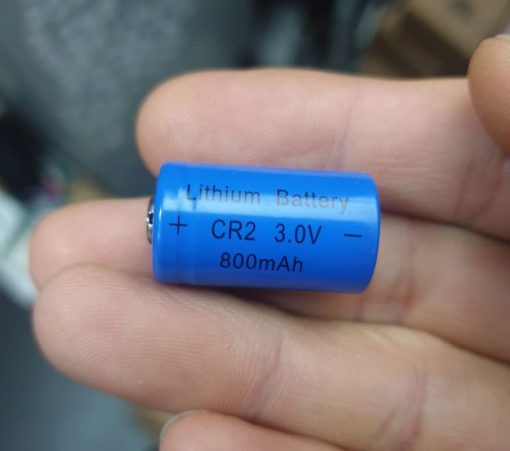 Lithium Battery
+ CR2 3.0V −
800mAh